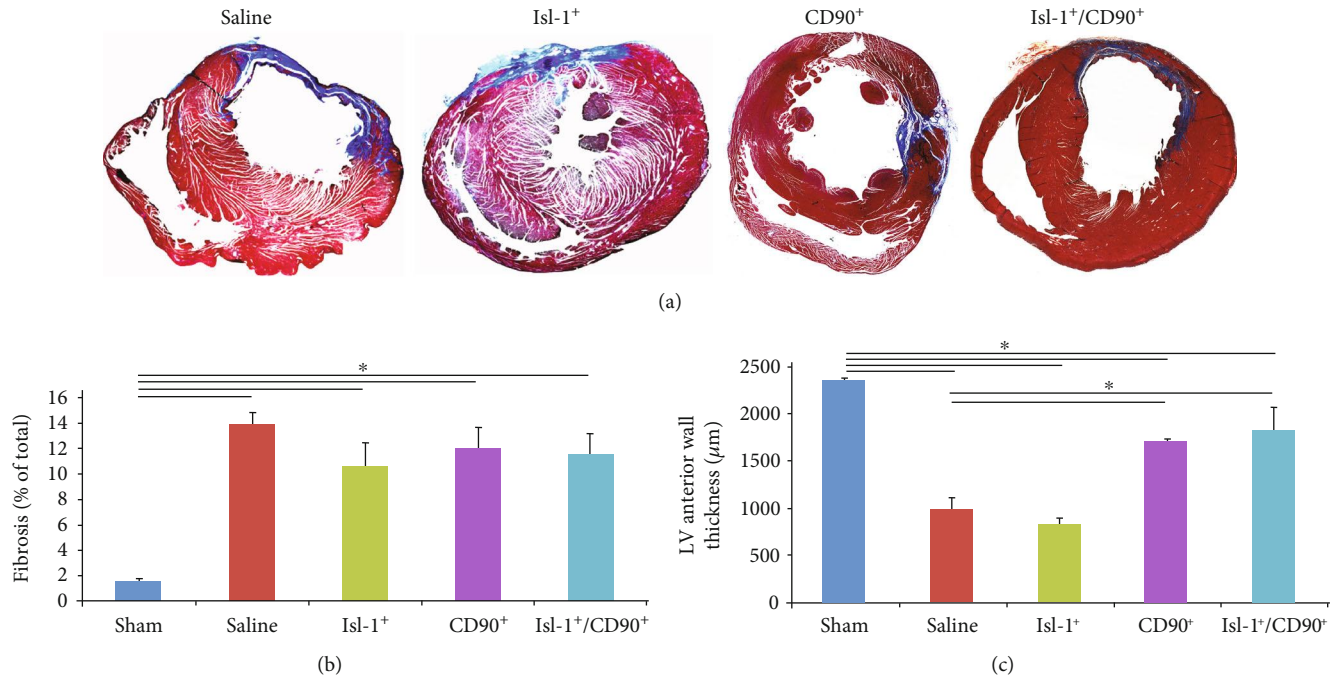 Saline Isl-1⁺ CD90⁺ Isl-1⁺/CD90⁺
(a)
Fibrosis (% of total)
16
14
12
10
8
6
4
2
0
*
Sham Saline Isl-1⁺ CD90⁺ Isl-1⁺/CD90⁺
(b)
LV anterior wall
thickness (μm)
2500
2000
1500
1000
500
0
*
*
Sham Saline Isl-1⁺ CD90⁺ Isl-1⁺/CD90⁺
(c)